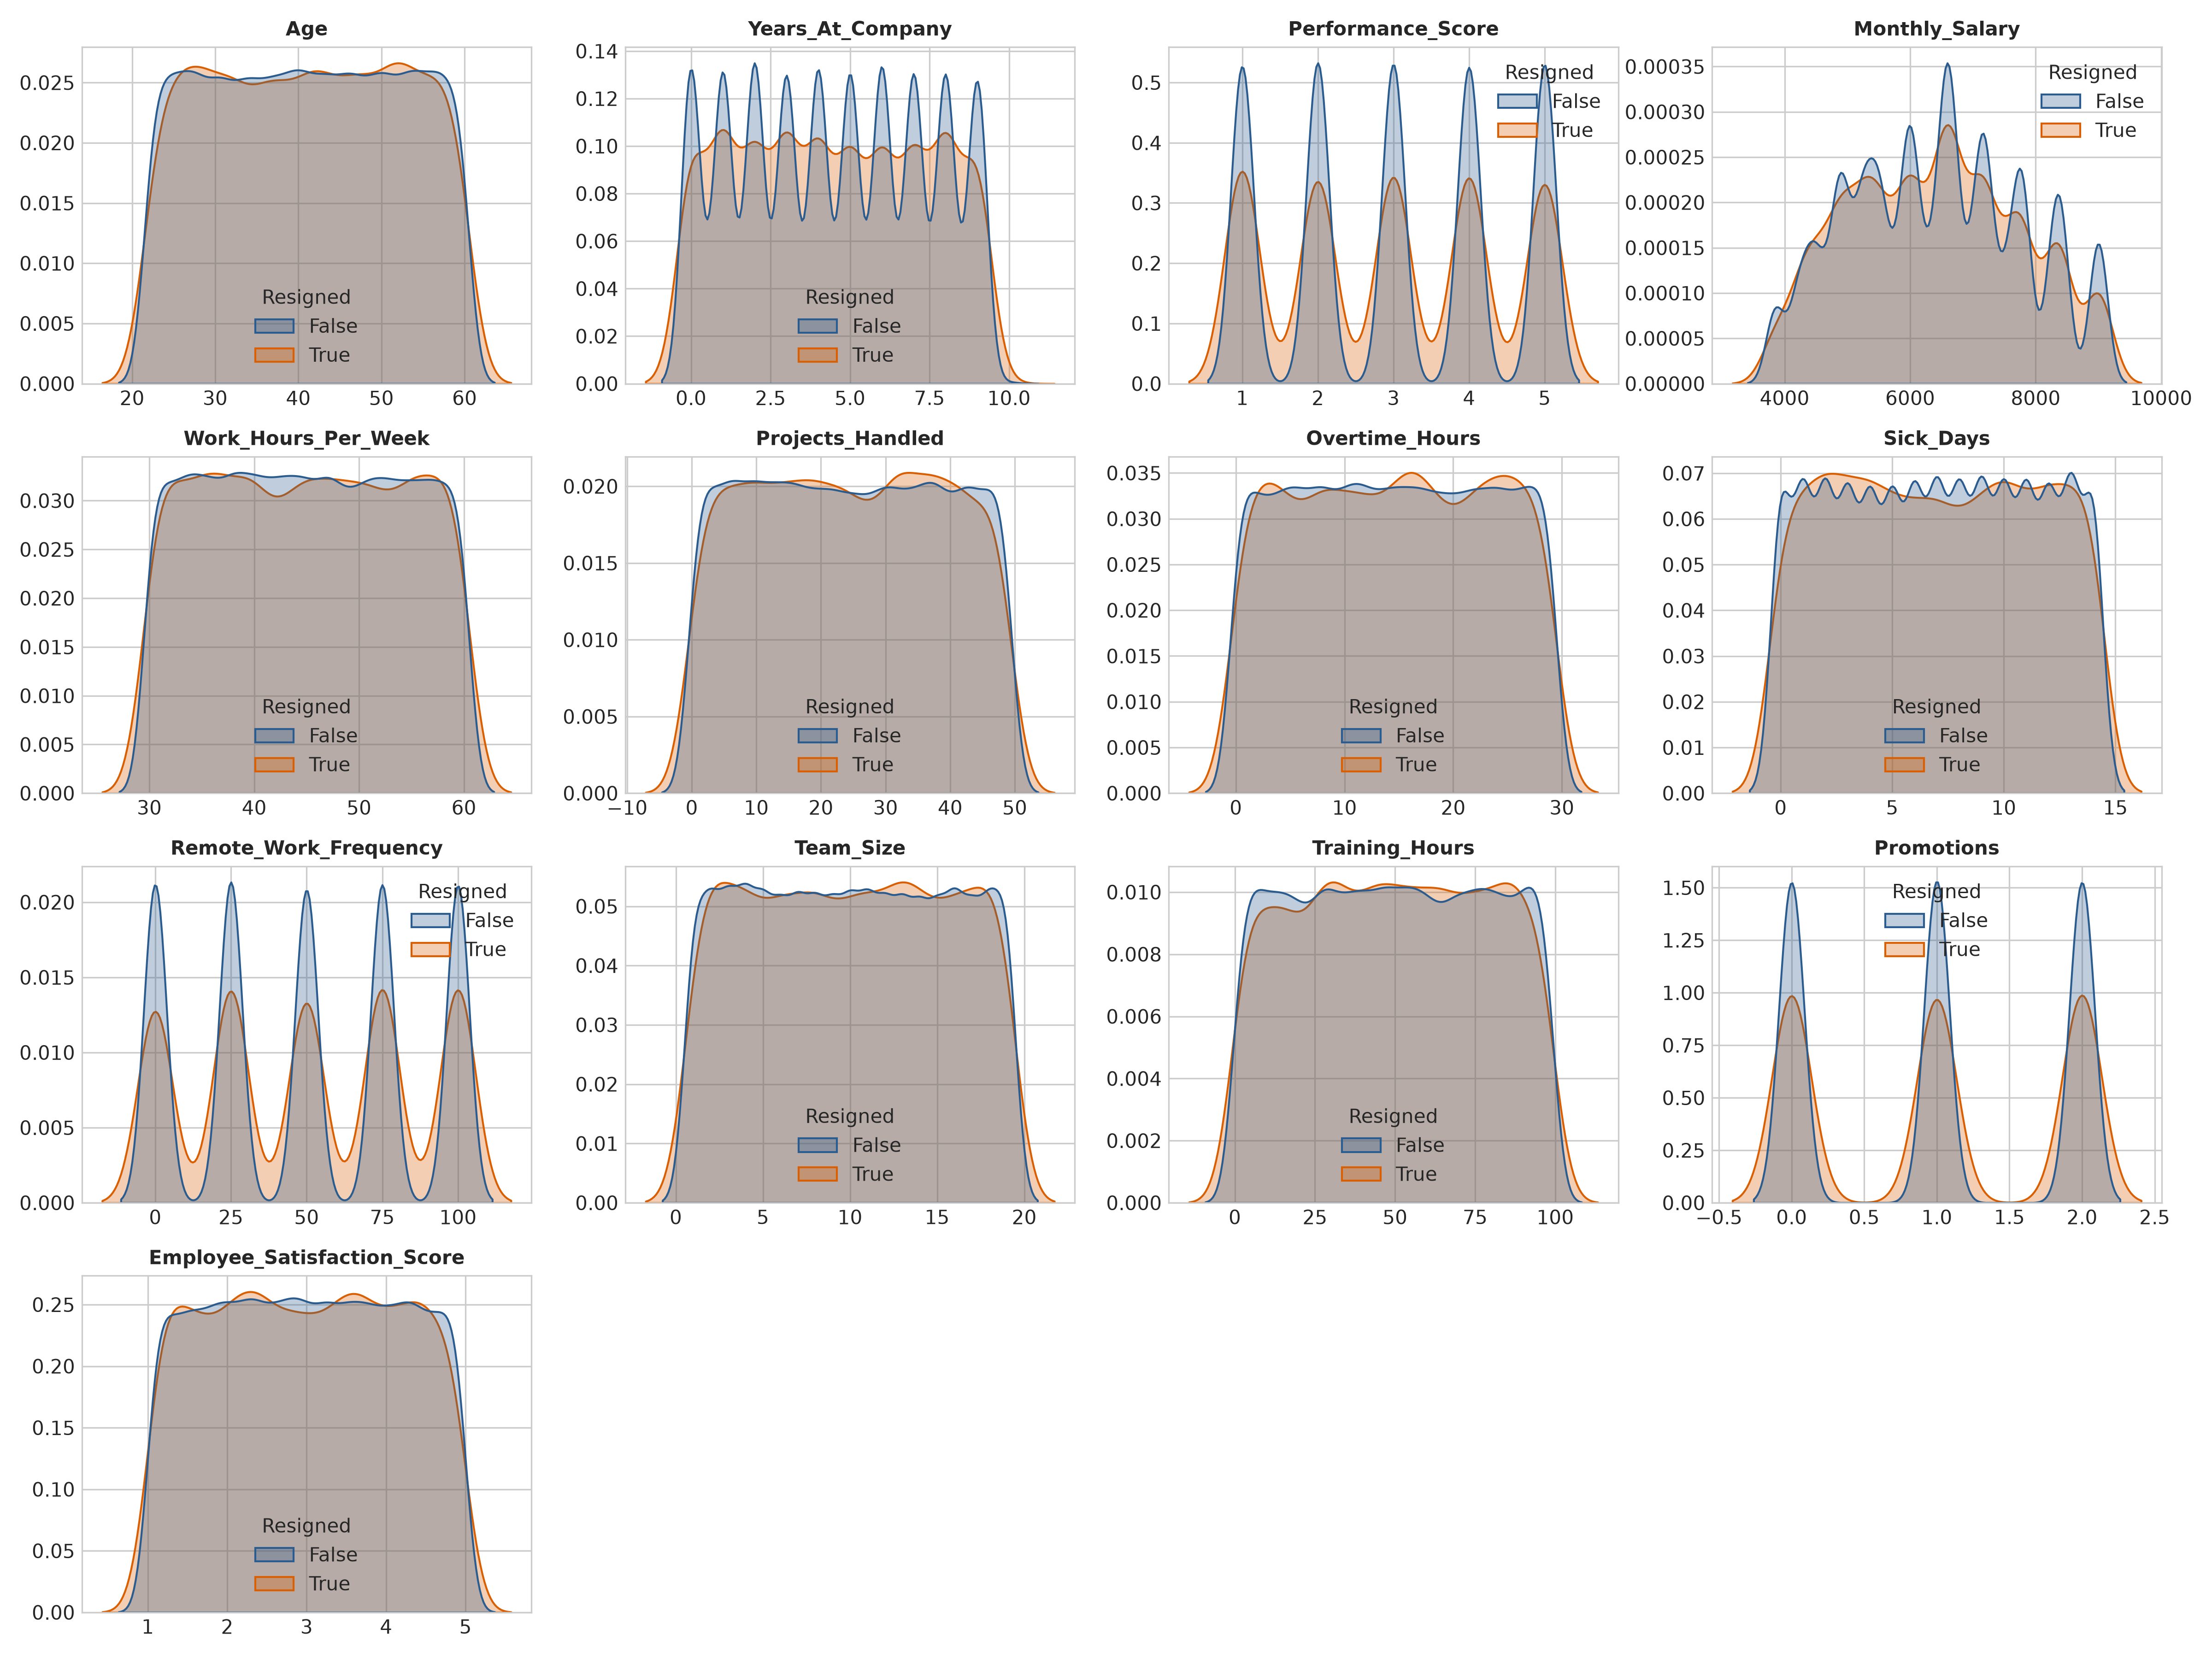 Age
0.025
0.020
0.015
0.010
0.005
0.000
20 30 40 50 60
Resigned
False
True
Years_At_Company
0.14
0.12
0.10
0.08
0.06
0.04
0.02
0.00
0.0 2.5 5.0 7.5 10.0
Resigned
False
True
Performance_Score
0.5
0.4
0.3
0.2
0.1
0.0
1 2 3 4 5
Resigned
False
True
Monthly_Salary
0.00035
0.00030
0.00025
0.00020
0.00015
0.00010
0.00005
0.00000
4000 6000 8000 10000
Resigned
False
True
Work_Hours_Per_Week
0.030
0.025
0.020
0.015
0.010
0.005
0.000
30 40 50 60
Resigned
False
True
Projects_Handled
0.020
0.015
0.010
0.005
0.000
−10 0 10 20 30 40 50
Resigned
False
True
Overtime_Hours
0.035
0.030
0.025
0.020
0.015
0.010
0.005
0.000
0 10 20 30
Resigned
False
True
Sick_Days
0.07
0.06
0.05
0.04
0.03
0.02
0.01
0.00
0 5 10 15
Resigned
False
True
Remote_Work_Frequency
0.020
0.015
0.010
0.005
0.000
0 25 50 75 100
Resigned
False
True
Team_Size
0.05
0.04
0.03
0.02
0.01
0.00
0 5 10 15 20
Resigned
False
True
Training_Hours
0.010
0.008
0.006
0.004
0.002
0.000
0 25 50 75 100
Resigned
False
True
Promotions
1.50
1.25
1.00
0.75
0.50
0.25
0.00
−0.5 0.0 0.5 1.0 1.5 2.0 2.5
Resigned
False
True
Employee_Satisfaction_Score
0.25
0.20
0.15
0.10
0.05
0.00
1 2 3 4 5
Resigned
False
True